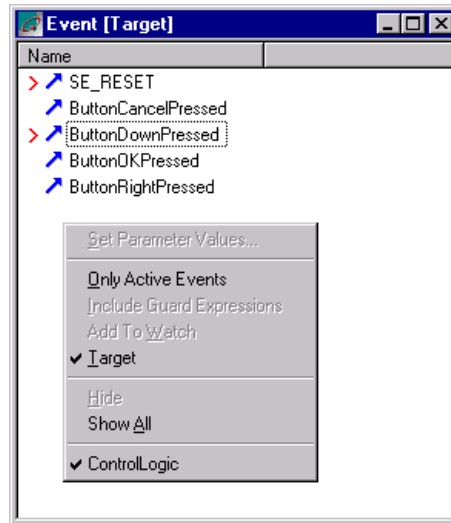 Event [Target]
Name
SE_RESET
ButtonCancelPressed
ButtonDownPressed
ButtonOKPressed
ButtonRightPressed
Set Parameter Values...
Only Active Events
Include Guard Expressions
Add To Watch
Target
Hide
Show All
ControlLogic